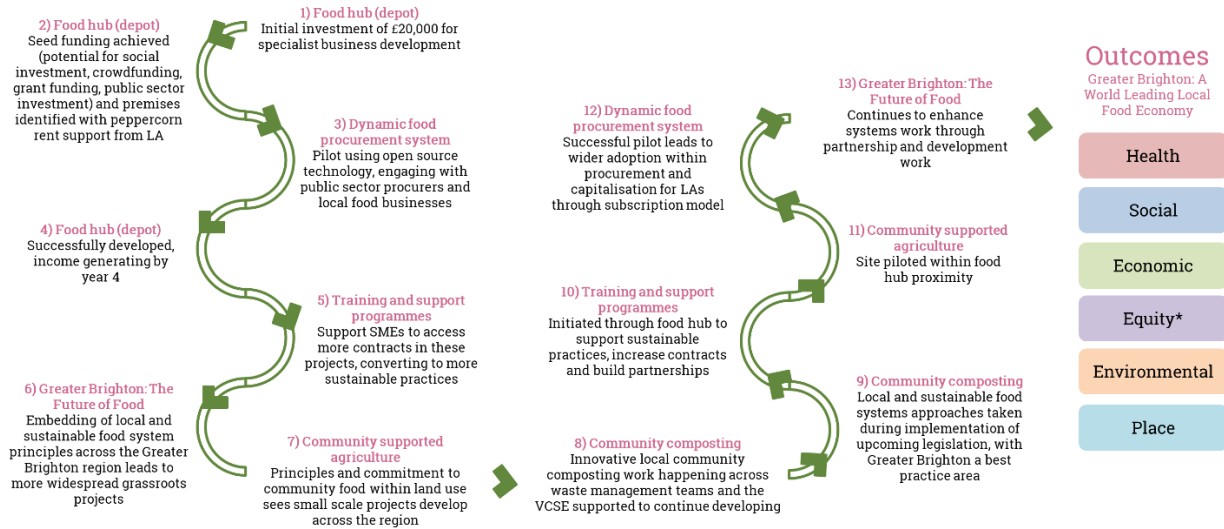 1) Food hub (depot)
Initial investment of £20,000 for
specialist business development
2) Food hub (depot)
Seed funding achieved
(potential for social
investment, crowdfunding,
grant funding, public sector
investment) and premises
identified with peppercorn
rent support from LA
3) Dynamic food
procurement system
Pilot using open source
technology, engaging with
public sector procurers and
local food businesses
4) Food hub (depot)
Successfully developed,
income generating by
year 4
5) Training and support
programmes
Support SMEs to access
more contracts in these
projects, converting to more
sustainable practices
6) Greater Brighton: The
Future of Food
Embedding of local and
sustainable food system
principles across the Greater
Brighton region leads to
more widespread grassroots
projects
7) Community supported
agriculture
Principles and commitment to
community food within land use
sees small scale projects develop
across the region
8) Community composting
Innovative local community
composting work happening across
waste management teams and the
VCSE supported to continue developing
9) Community composting
Local and sustainable food
systems approaches taken
during implementation of
upcoming legislation, with
Greater Brighton a best
practice area
10) Training and support
programmes
Initiated through food hub to
support sustainable
practices, increase contracts
and build partnerships
11) Community supported
agriculture
Site piloted within food
hub proximity
12) Dynamic food
procurement system
Successful pilot leads to
wider adoption within
procurement and
capitalisation for LAs
through subscription model
13) Greater Brighton: The
Future of Food
Continues to enhance
systems work through
partnership and development
work
Outcomes
Greater Brighton: A
World Leading Local
Food Economy
Health
Social
Economic
Equity*
Environmental
Place